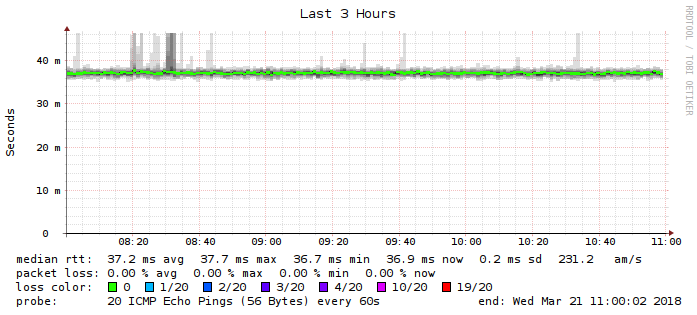 Last 3 Hours
RRDTOOL / TOBI OETIKER
Seconds
40 m
30 m
20 m
10 m
0
08:20 08:40 09:00 09:20 09:40 10:00 10:20 10:40 11:00
median rtt: 37.2 ms avg 37.7 ms max 36.7 ms min 36.9 ms now 0.2 ms sd 231.2 am/s
packet loss: 0.00 % avg 0.00 % max 0.00 % min 0.00 % now
loss color: 0 1/20 2/20 3/20 4/20 10/20 19/20
probe: 20 ICMP Echo Pings (56 Bytes) every 60s end: Wed Mar 21 11:00:02 2018